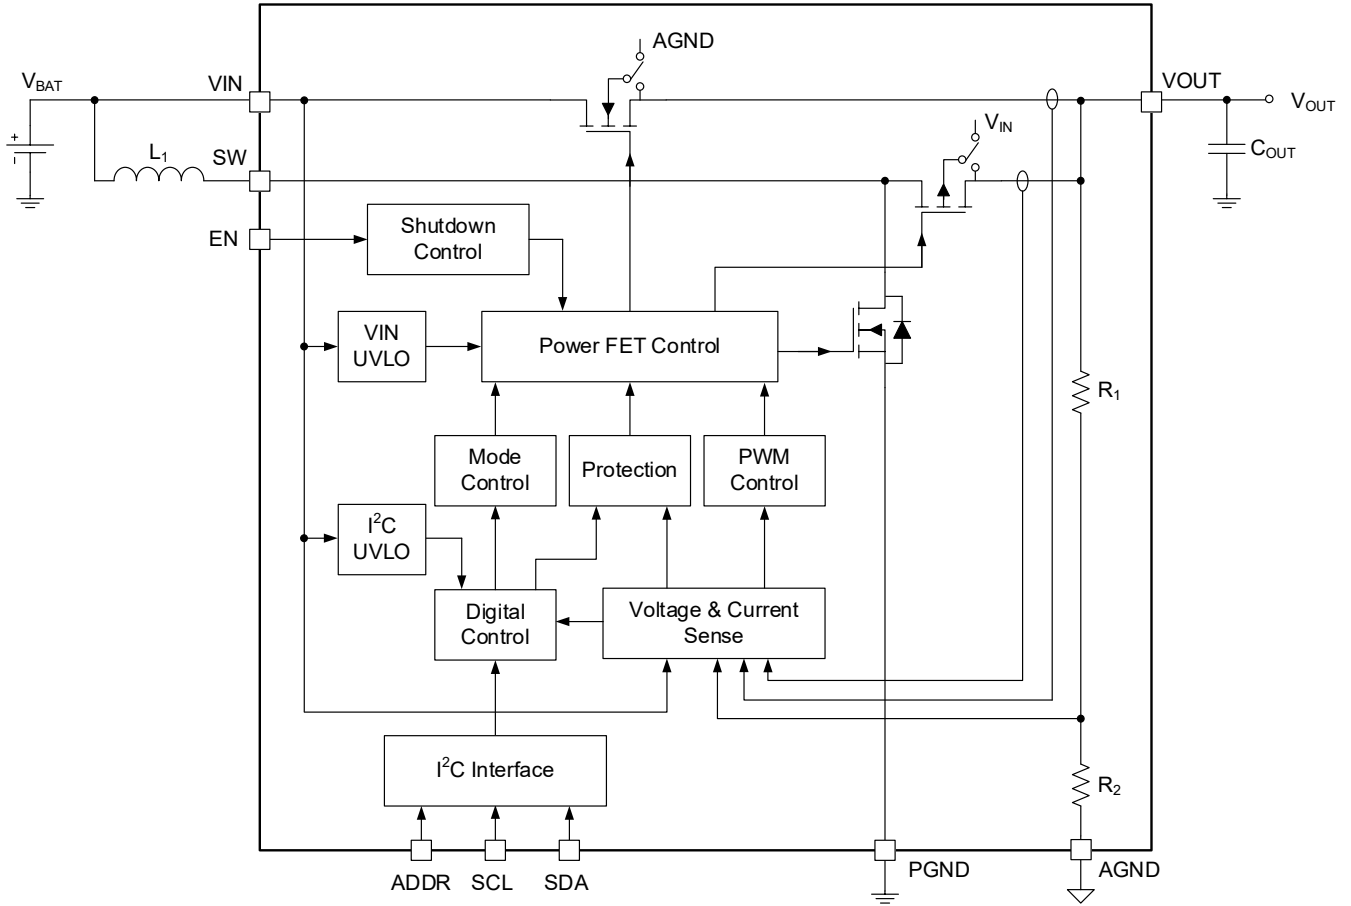 AGND
V_BAT
VIN
VOUT
V_OUT
+
-
L₁
SW
V_IN
C_OUT
EN
Shutdown
Control
VIN
UVLO
Power FET Control
R₁
Mode
Control
Protection
PWM
Control
I²C
UVLO
Digital
Control
Voltage & Current
Sense
I²C Interface
R₂
ADDR
SCL
SDA
PGND
AGND